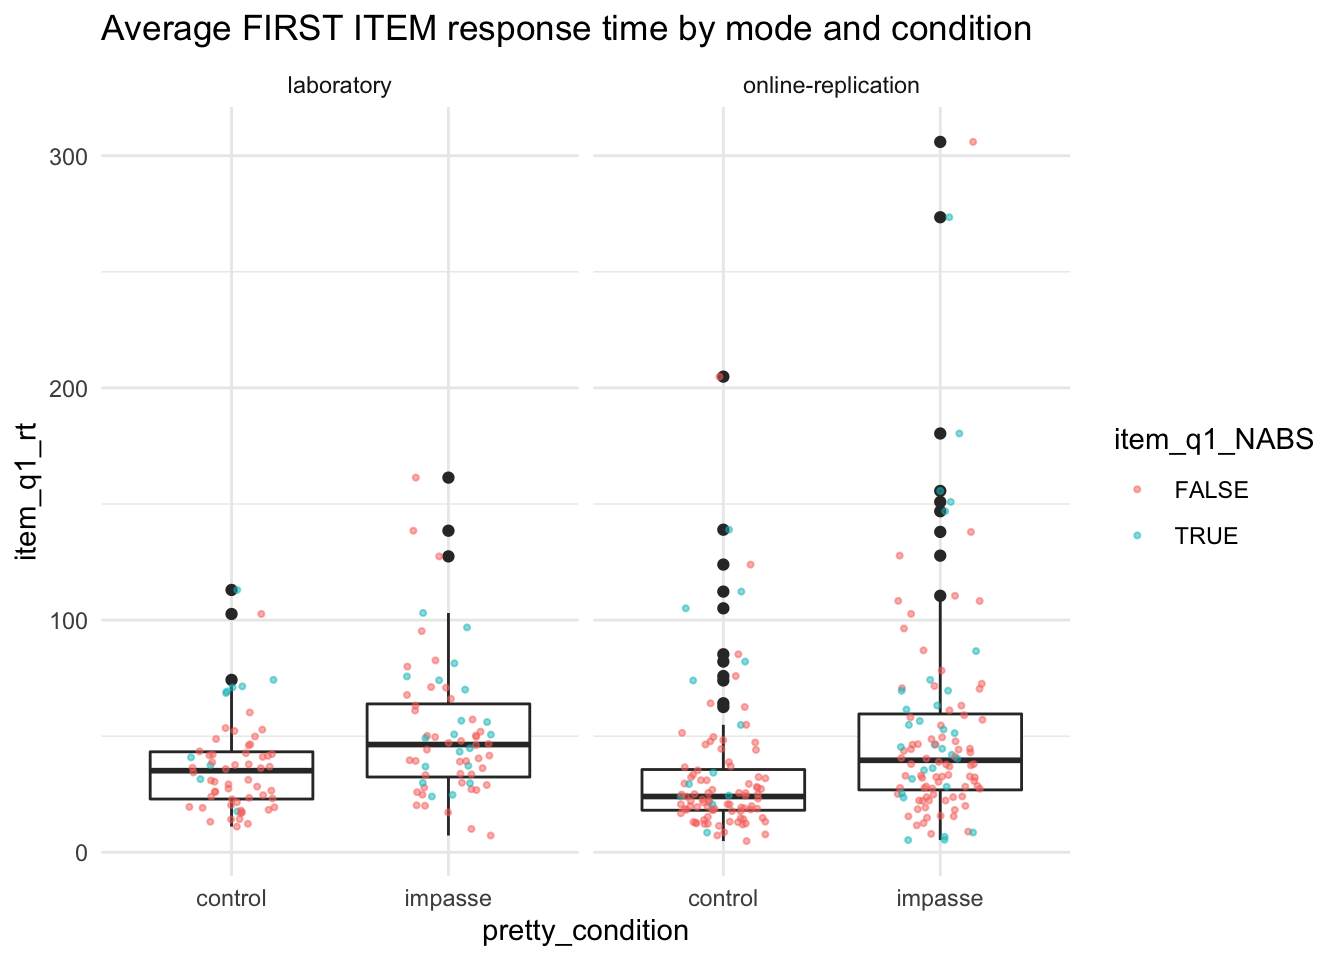 Average FIRST ITEM response time by mode and condition
laboratory
online-replication
300
200
100
0
item_q1_rt
control
impasse
control
impasse
pretty_condition
item_q1_NABS
FALSE
TRUE